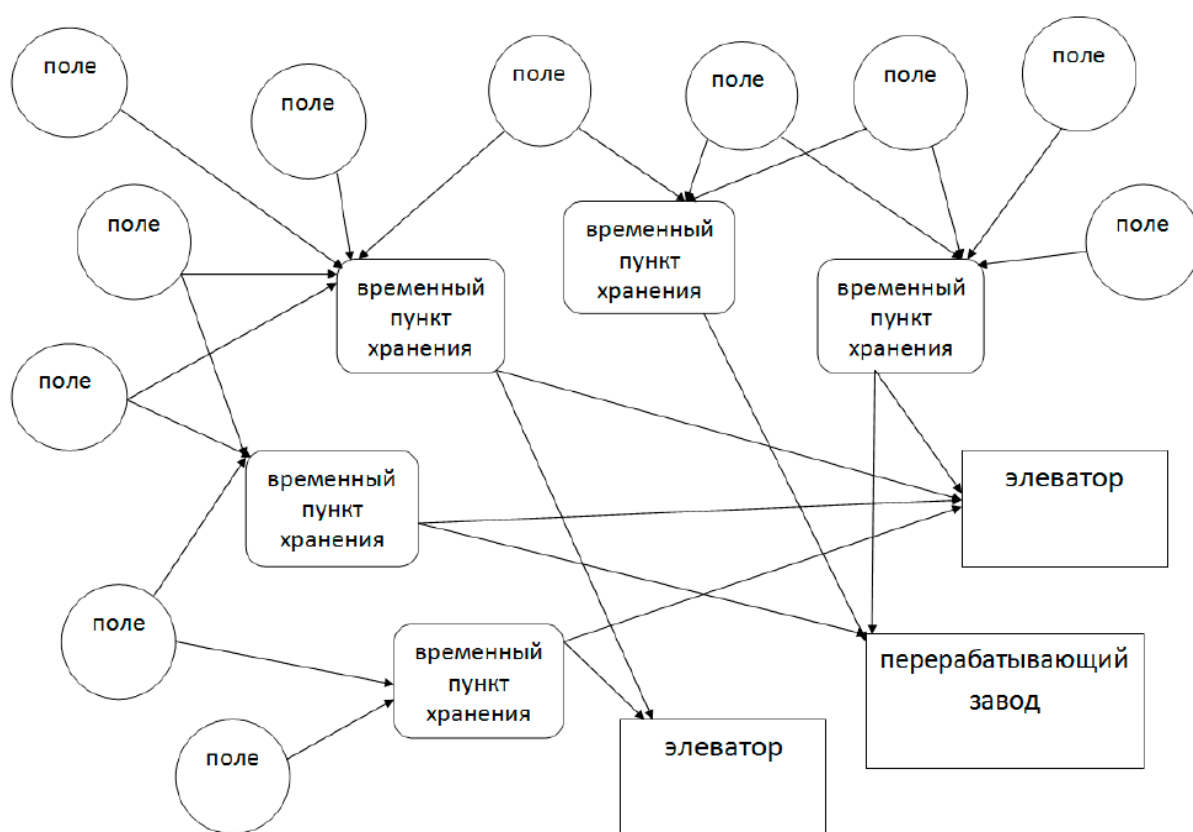 поле
поле
поле
поле
поле
поле
поле
поле
временный
пункт
хранения
временный
пункт
хранения
временный
пункт
хранения
поле
временный
пункт
хранения
элеватор
поле
временный
пункт
хранения
перерабатывающий
завод
поле
элеватор